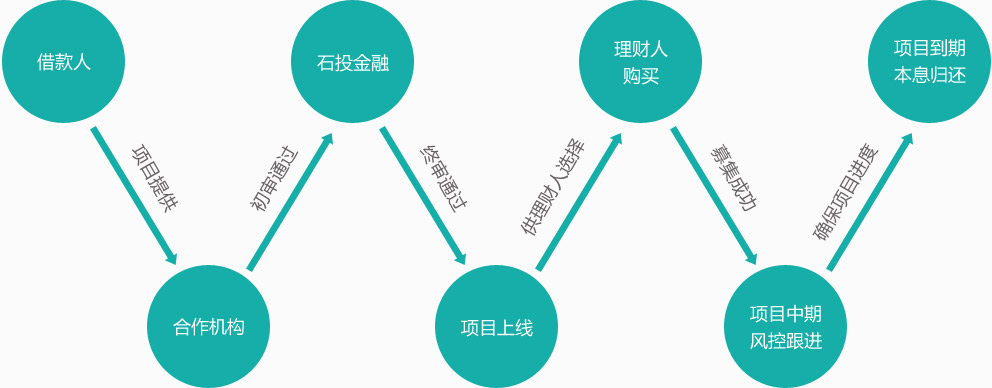 借款人
项目提供
合作机构
初审通过
石投金融
终审通过
项目上线
供理财人选择
理财人
购买
募集成功
项目中期
风控跟进
确保项目进度
项目到期
本息归还